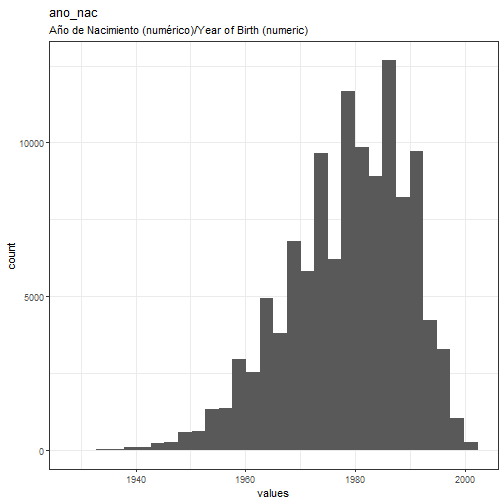 ano_nac
Año de Nacimiento (numérico)/Year of Birth (numeric)
10000
5000
0
count
1940
1960
1980
2000
values